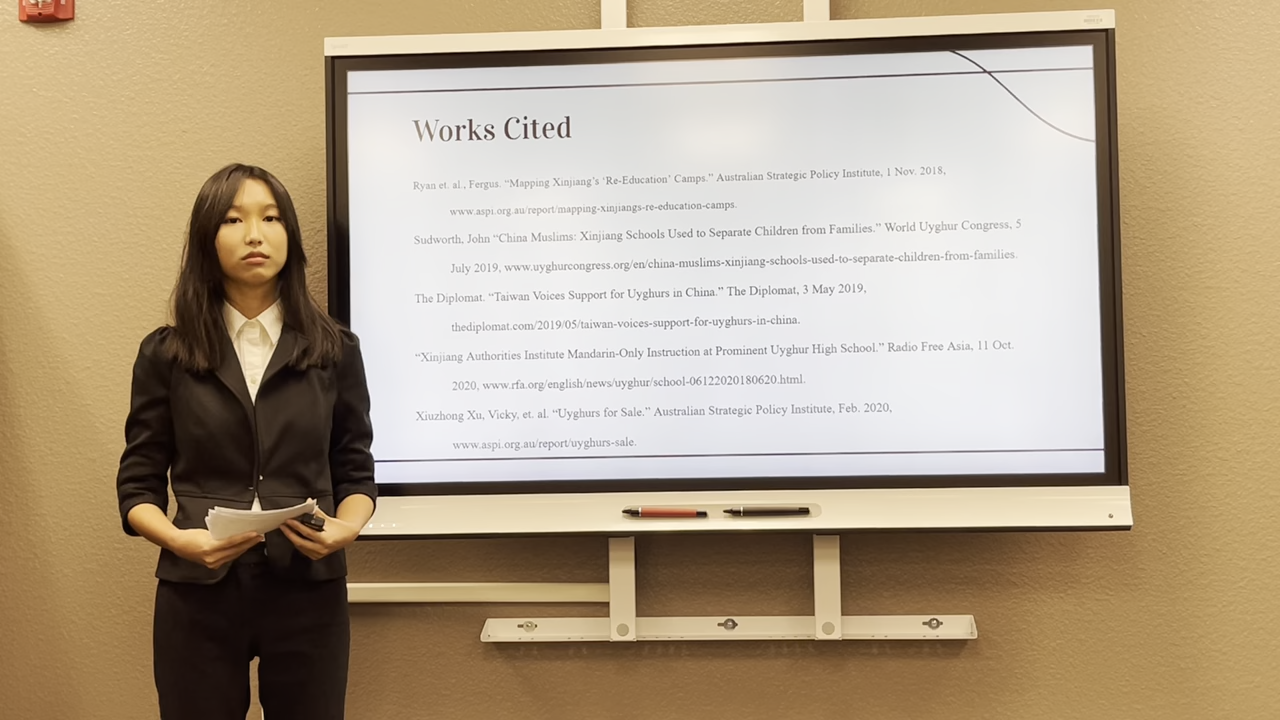 Works Cited
Ryan et. al., Fergus. “Mapping Xinjiang’s ‘Re-Education’ Camps.” Australian Strategic Policy Institute, 1 Nov. 2018,
www.aspi.org.au/report/mapping-xinjiangs-re-education-camps.
Sudworth, John “China Muslims: Xinjiang Schools Used to Separate Children from Families.” World Uyghur Congress, 5
July 2019, www.uyghurcongress.org/en/china-muslims-xinjiang-schools-used-to-separate-children-from-families.
The Diplomat. “Taiwan Voices Support for Uyghurs in China.” The Diplomat, 3 May 2019,
thediplomat.com/2019/05/taiwan-voices-support-for-uyghurs-in-china.
“Xinjiang Authorities Institute Mandarin-Only Instruction at Prominent Uyghur High School.” Radio Free Asia, 11 Oct.
2020, www.rfa.org/english/news/uyghur/school-06122020180620.html.
Xiuzhong Xu, Vicky, et. al. “Uyghurs for Sale.” Australian Strategic Policy Institute, Feb. 2020,
www.aspi.org.au/report/uyghurs-sale.